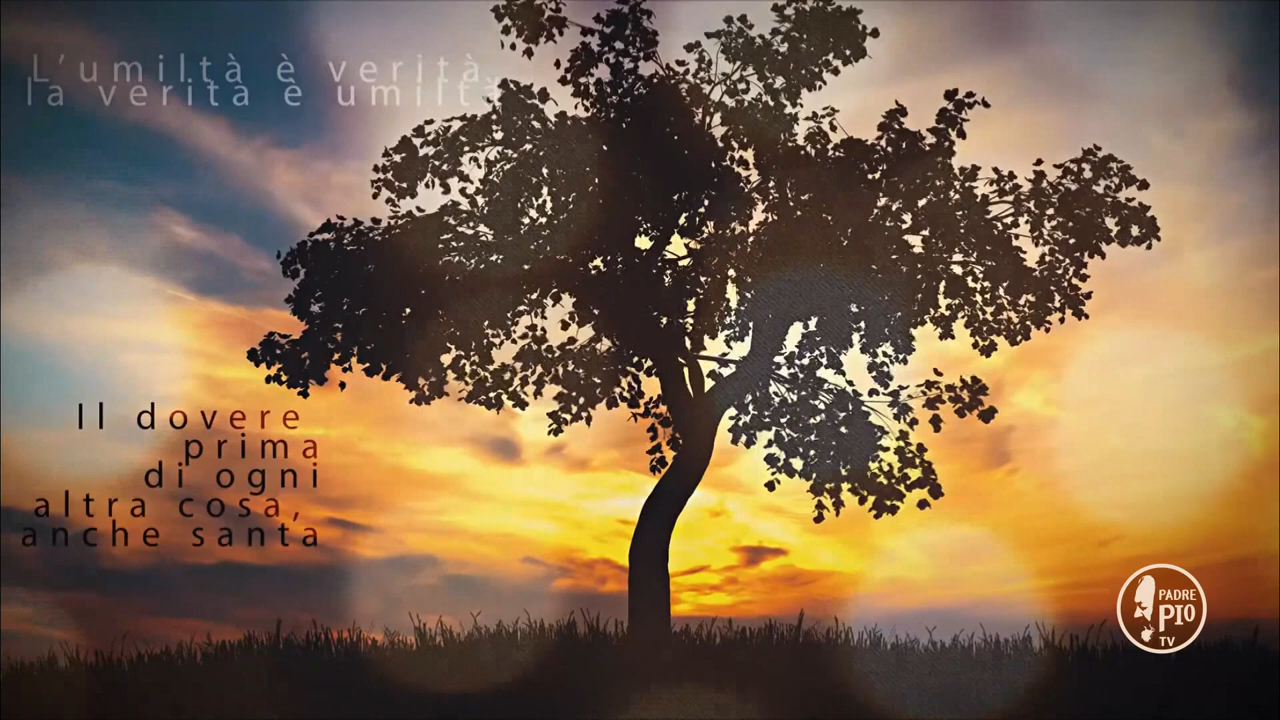 L'umiltà è verità,
la verità è umiltà
Il dovere
prima
di ogni
altra cosa,
anche santa
PADRE
PIO
TV